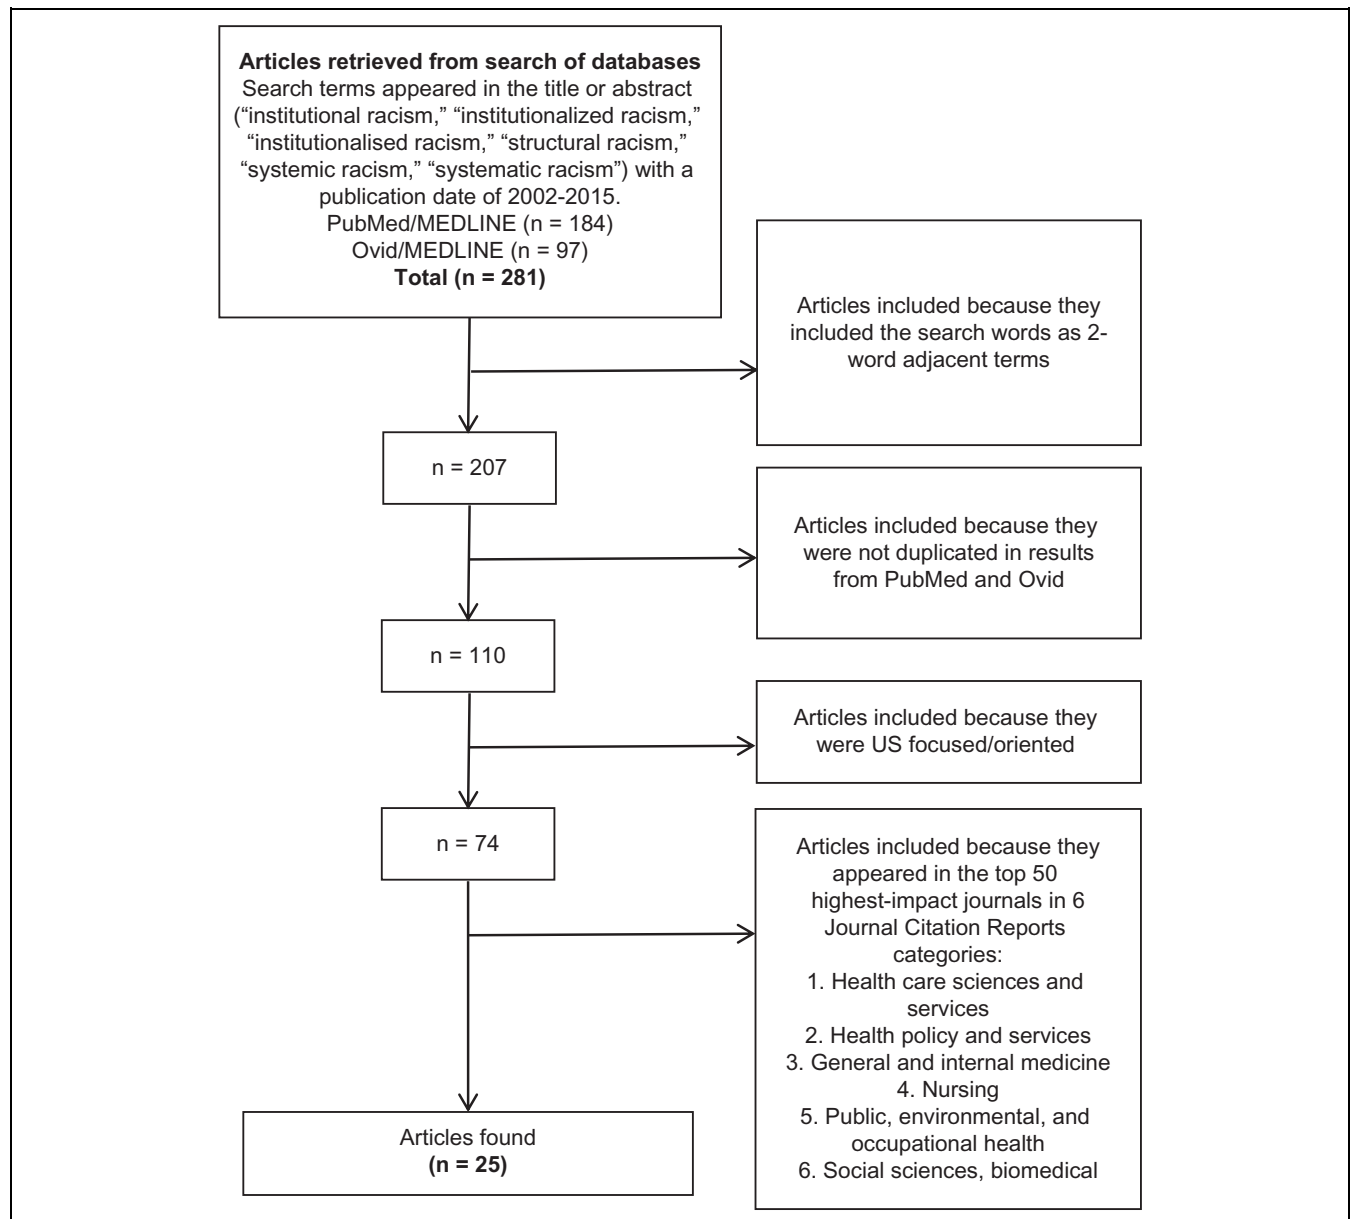 Articles retrieved from search of databases
Search terms appeared in the title or abstract
(“institutional racism,” “institutionalized racism,”
“institutionalised racism,” “structural racism,”
“systemic racism,” “systematic racism”) with a
publication date of 2002-2015.
PubMed/MEDLINE (n = 184)
Ovid/MEDLINE (n = 97)
Total (n = 281)
Articles included because they
included the search words as 2-
word adjacent terms
n = 207
Articles included because they
were not duplicated in results
from PubMed and Ovid
n = 110
Articles included because they
were US focused/oriented
n = 74
Articles included because they
appeared in the top 50
highest-impact journals in 6
Journal Citation Reports
categories:
1. Health care sciences and
services
2. Health policy and services
3. General and internal medicine
4. Nursing
5. Public, environmental, and
occupational health
6. Social sciences, biomedical
Articles found
(n = 25)